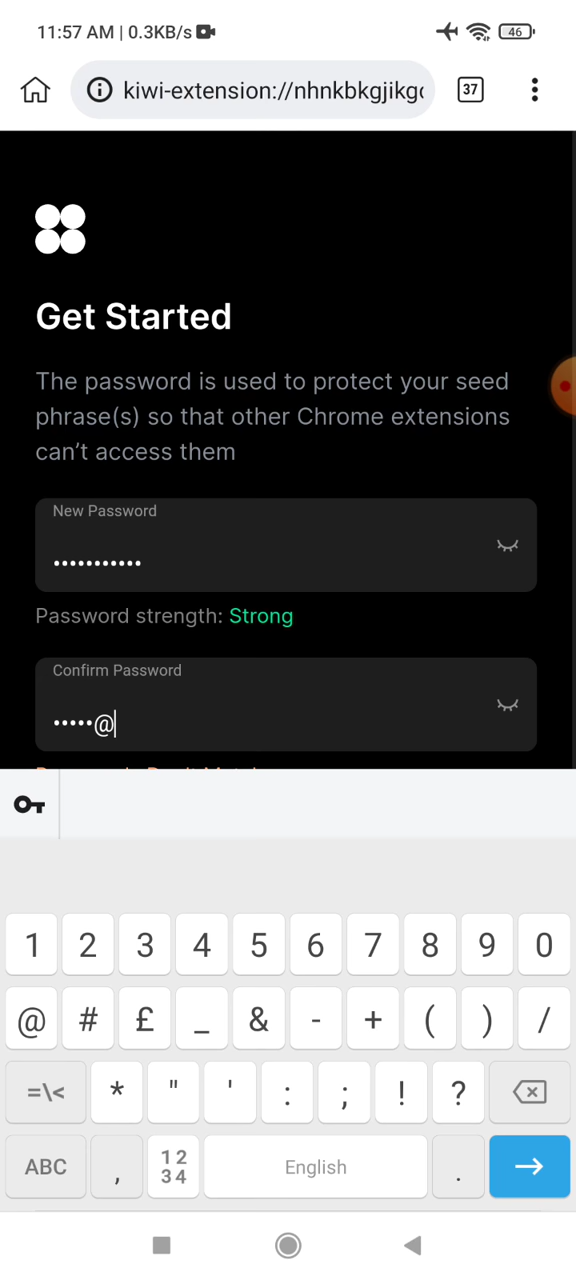 11:57 AM | 0.3KB/s
46
kiwi-extension://nhnkbkgjikg
37
Get Started
The password is used to protect your seed
phrase(s) so that other Chrome extensions
can’t access them
New Password
•••••••••••
Password strength: Strong
Confirm Password
•••••@
1 2 3 4 5 6 7 8 9 0
@ # £ _ & - + ( ) /
=\< * " ' : ; ! ?
ABC , 12 34 English .